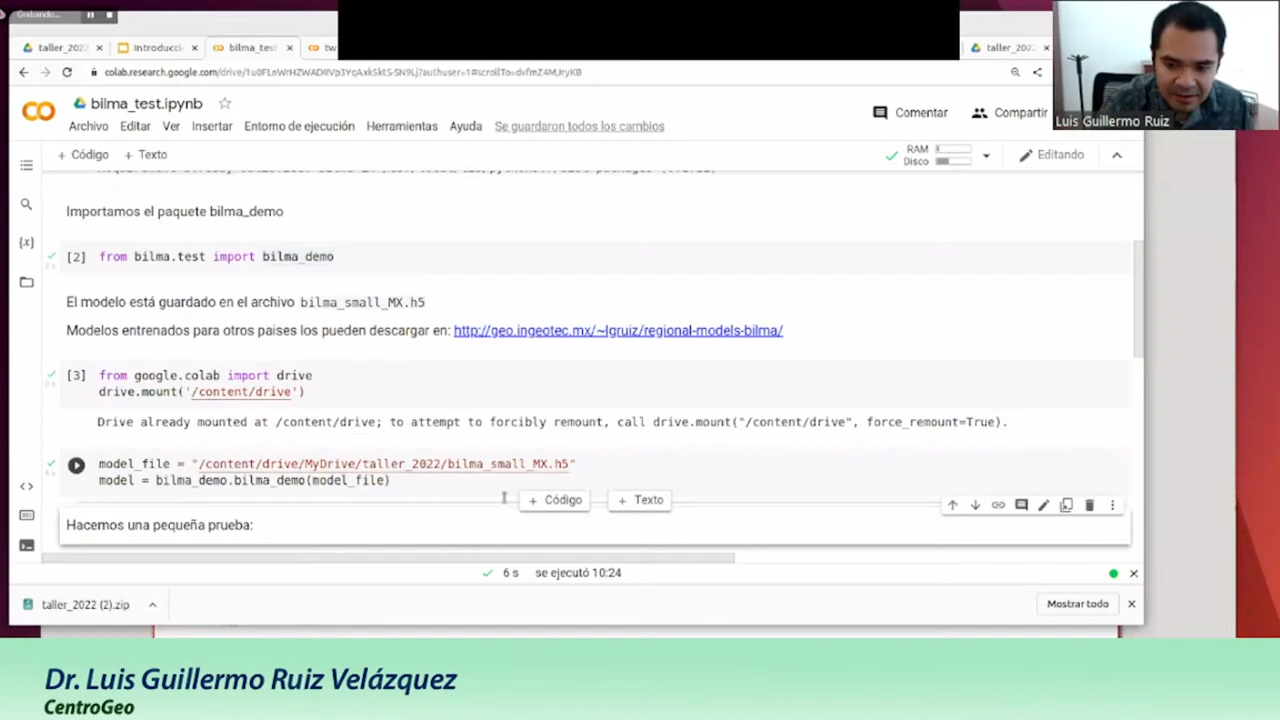 Grabando...
taller_202
Introducci
bilma_test
tw
taller_202
colab.research.google.com/drive/
bilma_test.ipynb
Comentar
Compartir
Luis Guillermo Ruiz
Archivo Editar Ver Insertar Entorno de ejecución Herramientas Ayuda Se guardaron todos los cambios
+ Código + Texto
RAM
Disco
Editando
Importamos el paquete bilma_demo
[2] from bilma.test import bilma_demo
El modelo está guardado en el archivo bilma_small_MX.h5
Modelos entrenados para otros paises los pueden descargar en: http://geo.ingeotec.mx/~lgruiz/regional-models-bilma/
[3] from google.colab import drive
drive.mount('/content/drive')
Drive already mounted at /content/drive; to attempt to forcibly remount, call drive.mount("/content/drive", force_remount=True).
model_file = "/content/drive/MyDrive/taller_2022/bilma_small_MX.h5"
model = bilma_demo.bilma_demo(model_file)
+ Código + Texto
Hacemos una pequeña prueba:
6 s se ejecutó 10:24
taller_2022 (2).zip
Mostrar todo
Dr. Luis Guillermo Ruiz Velázquez
CentroGeo